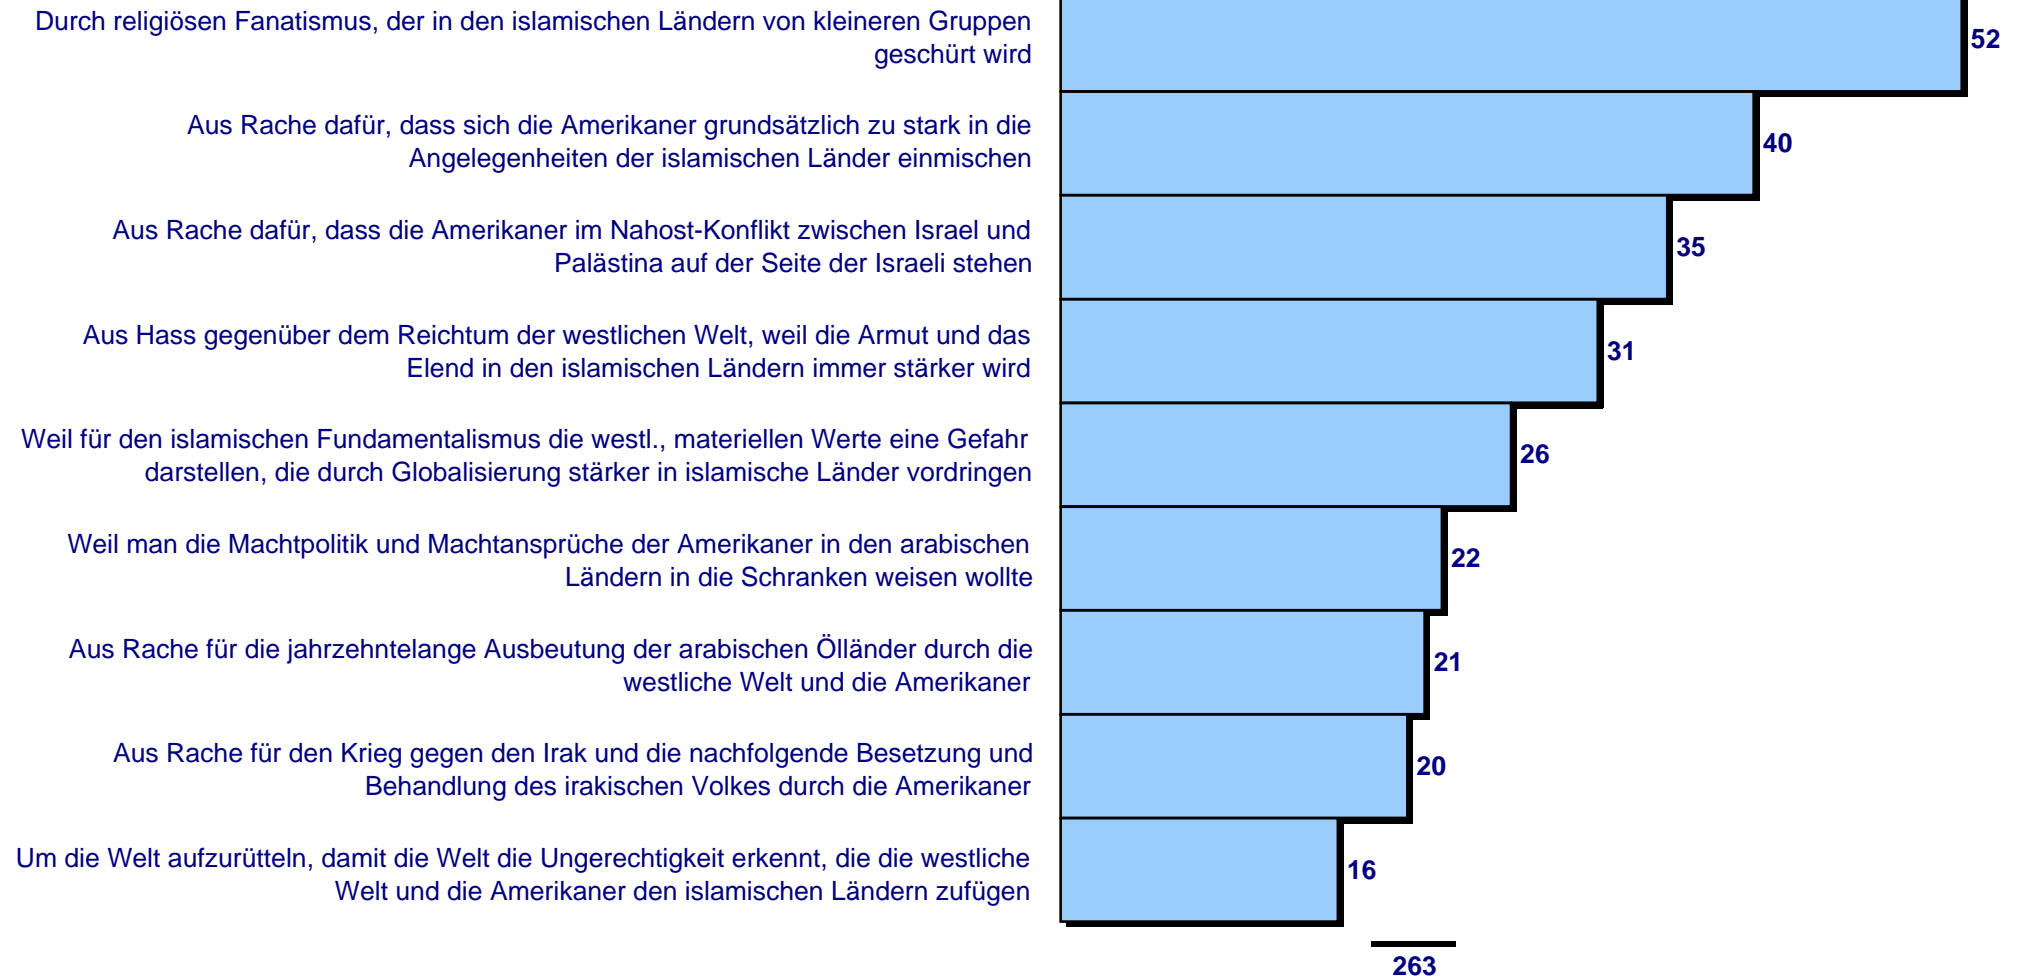 Durch religiösen Fanatismus, der in den islamischen Ländern von kleineren Gruppen
geschürt wird
52
Aus Rache dafür, dass sich die Amerikaner grundsätzlich zu stark in die
Angelegenheiten der islamischen Länder einmischen
40
Aus Rache dafür, dass die Amerikaner im Nahost-Konflikt zwischen Israel und
Palästina auf der Seite der Israeli stehen
35
Aus Hass gegenüber dem Reichtum der westlichen Welt, weil die Armut und das
Elend in den islamischen Ländern immer stärker wird
31
Weil für den islamischen Fundamentalismus die westl., materiellen Werte eine Gefahr
darstellen, die durch Globalisierung stärker in islamische Länder vordringen
26
Weil man die Machtpolitik und Machtansprüche der Amerikaner in den arabischen
Ländern in die Schranken weisen wollte
22
Aus Rache für die jahrzehntelange Ausbeutung der arabischen Ölländer durch die
westliche Welt und die Amerikaner
21
Aus Rache für den Krieg gegen den Irak und die nachfolgende Besetzung und
Behandlung des irakischen Volkes durch die Amerikaner
20
Um die Welt aufzurütteln, damit die Welt die Ungerechtigkeit erkennt, die die westliche
Welt und die Amerikaner den islamischen Ländern zufügen
16
263